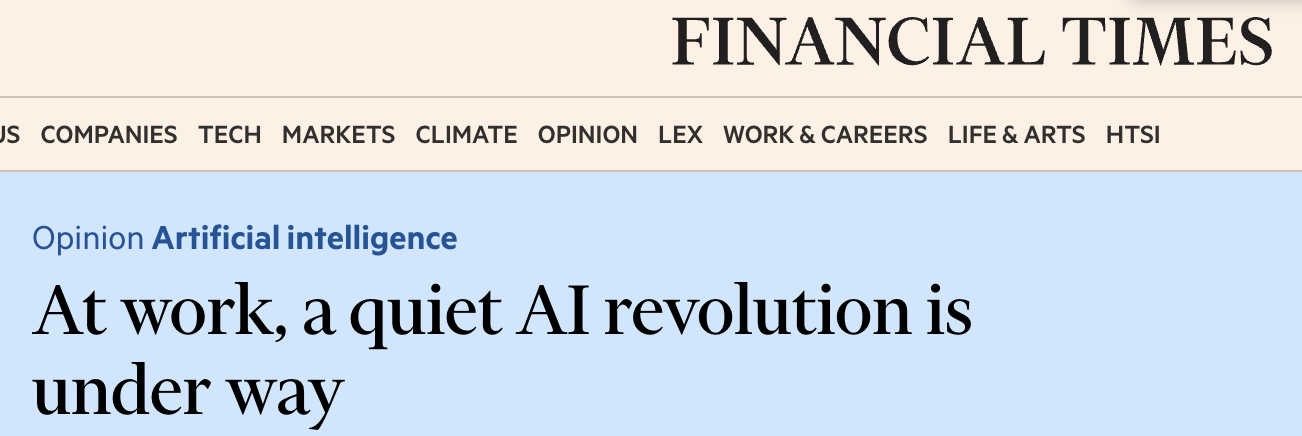 FINANCIAL TIMES
US COMPANIES TECH MARKETS CLIMATE OPINION LEX WORK & CAREERS LIFE & ARTS HTSI
Opinion Artificial intelligence
At work, a quiet AI revolution is
under way